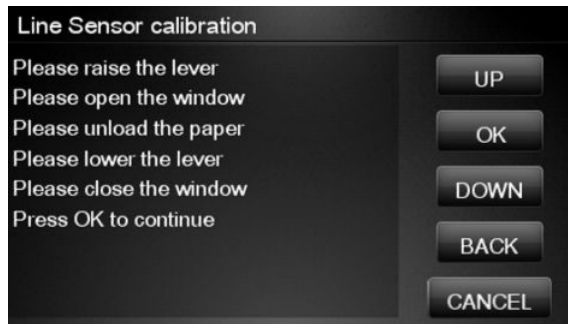 Line Sensor calibration
Please raise the lever
Please open the window
Please unload the paper
Please lower the lever
Please close the window
Press OK to continue
UP
OK
DOWN
BACK
CANCEL